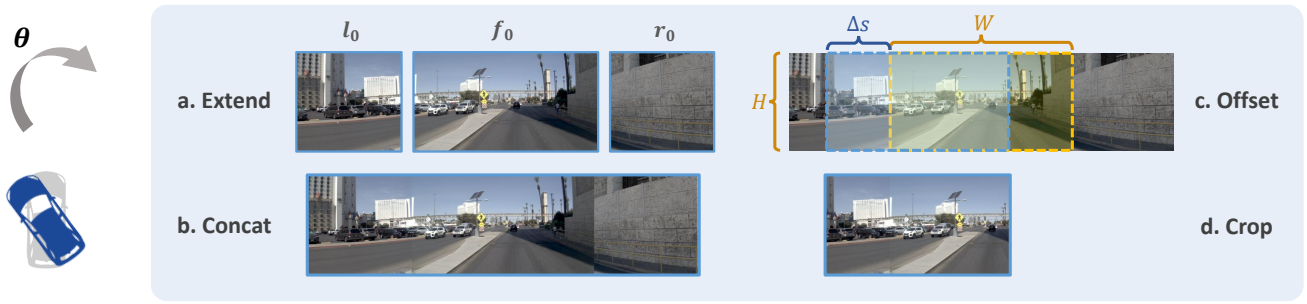 θ
l₀
f₀
r₀
a. Extend
b. Concat
Δs
W
H
c. Offset
d. Crop